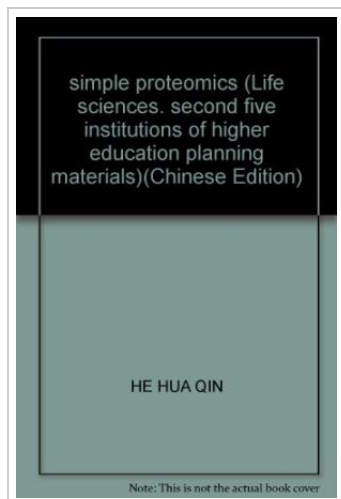 simple proteomics (Life
sciences. second five
institutions of higher
education planning
materials)(Chinese Edition)
HE HUA QIN
Note: This is not the actual book cover